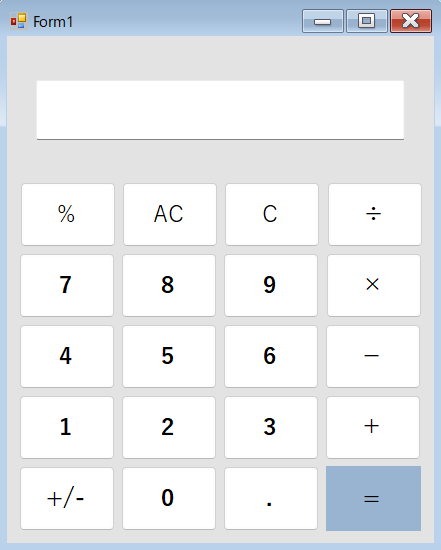 Form1
% AC C ÷
7 8 9 ×
4 5 6 −
1 2 3 +
+/- 0 . =